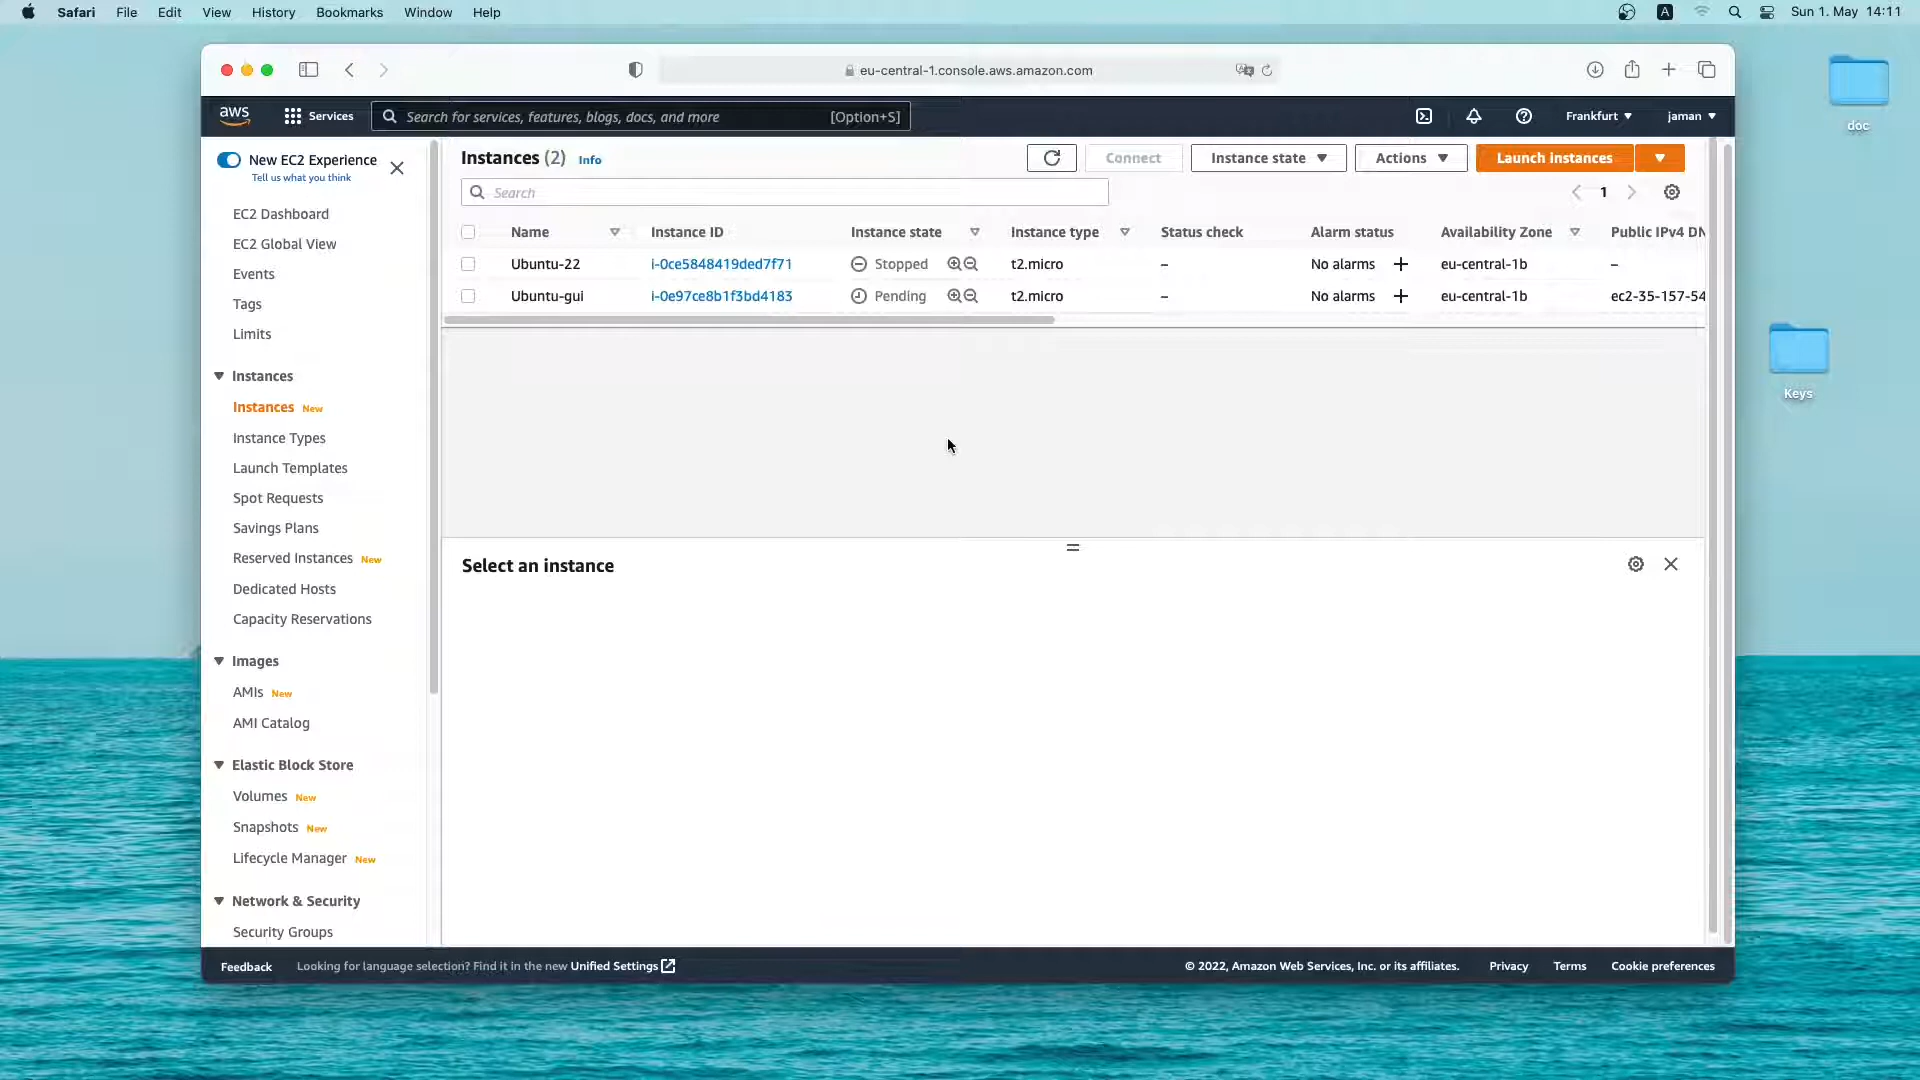 Safari File Edit View History Bookmarks Window Help
A
Sun 1. May 14:11
eu-central-1.console.aws.amazon.com
aws
Services
Search for services, features, blogs, docs, and more [Option+S]
Frankfurt
jaman
doc
Keys
New EC2 Experience
Tell us what you think
EC2 Dashboard
EC2 Global View
Events
Tags
Limits
Instances
Instances New
Instance Types
Launch Templates
Spot Requests
Savings Plans
Reserved Instances New
Dedicated Hosts
Capacity Reservations
Images
AMIs New
AMI Catalog
Elastic Block Store
Volumes New
Snapshots New
Lifecycle Manager New
Network & Security
Security Groups
Instances (2) Info
Connect
Instance state
Actions
Launch instances
Search
1
Name Instance ID Instance state Instance type Status check Alarm status Availability Zone Public IPv4 DN
Ubuntu-22 i-0ce5848419ded7f71 Stopped t2.micro – No alarms + eu-central-1b –
Ubuntu-gui i-0e97ce8b1f3bd4183 Pending t2.micro – No alarms + eu-central-1b ec2-35-157-54
Select an instance
Feedback
Looking for language selection? Find it in the new Unified Settings
© 2022, Amazon Web Services, Inc. or its affiliates.
Privacy
Terms
Cookie preferences